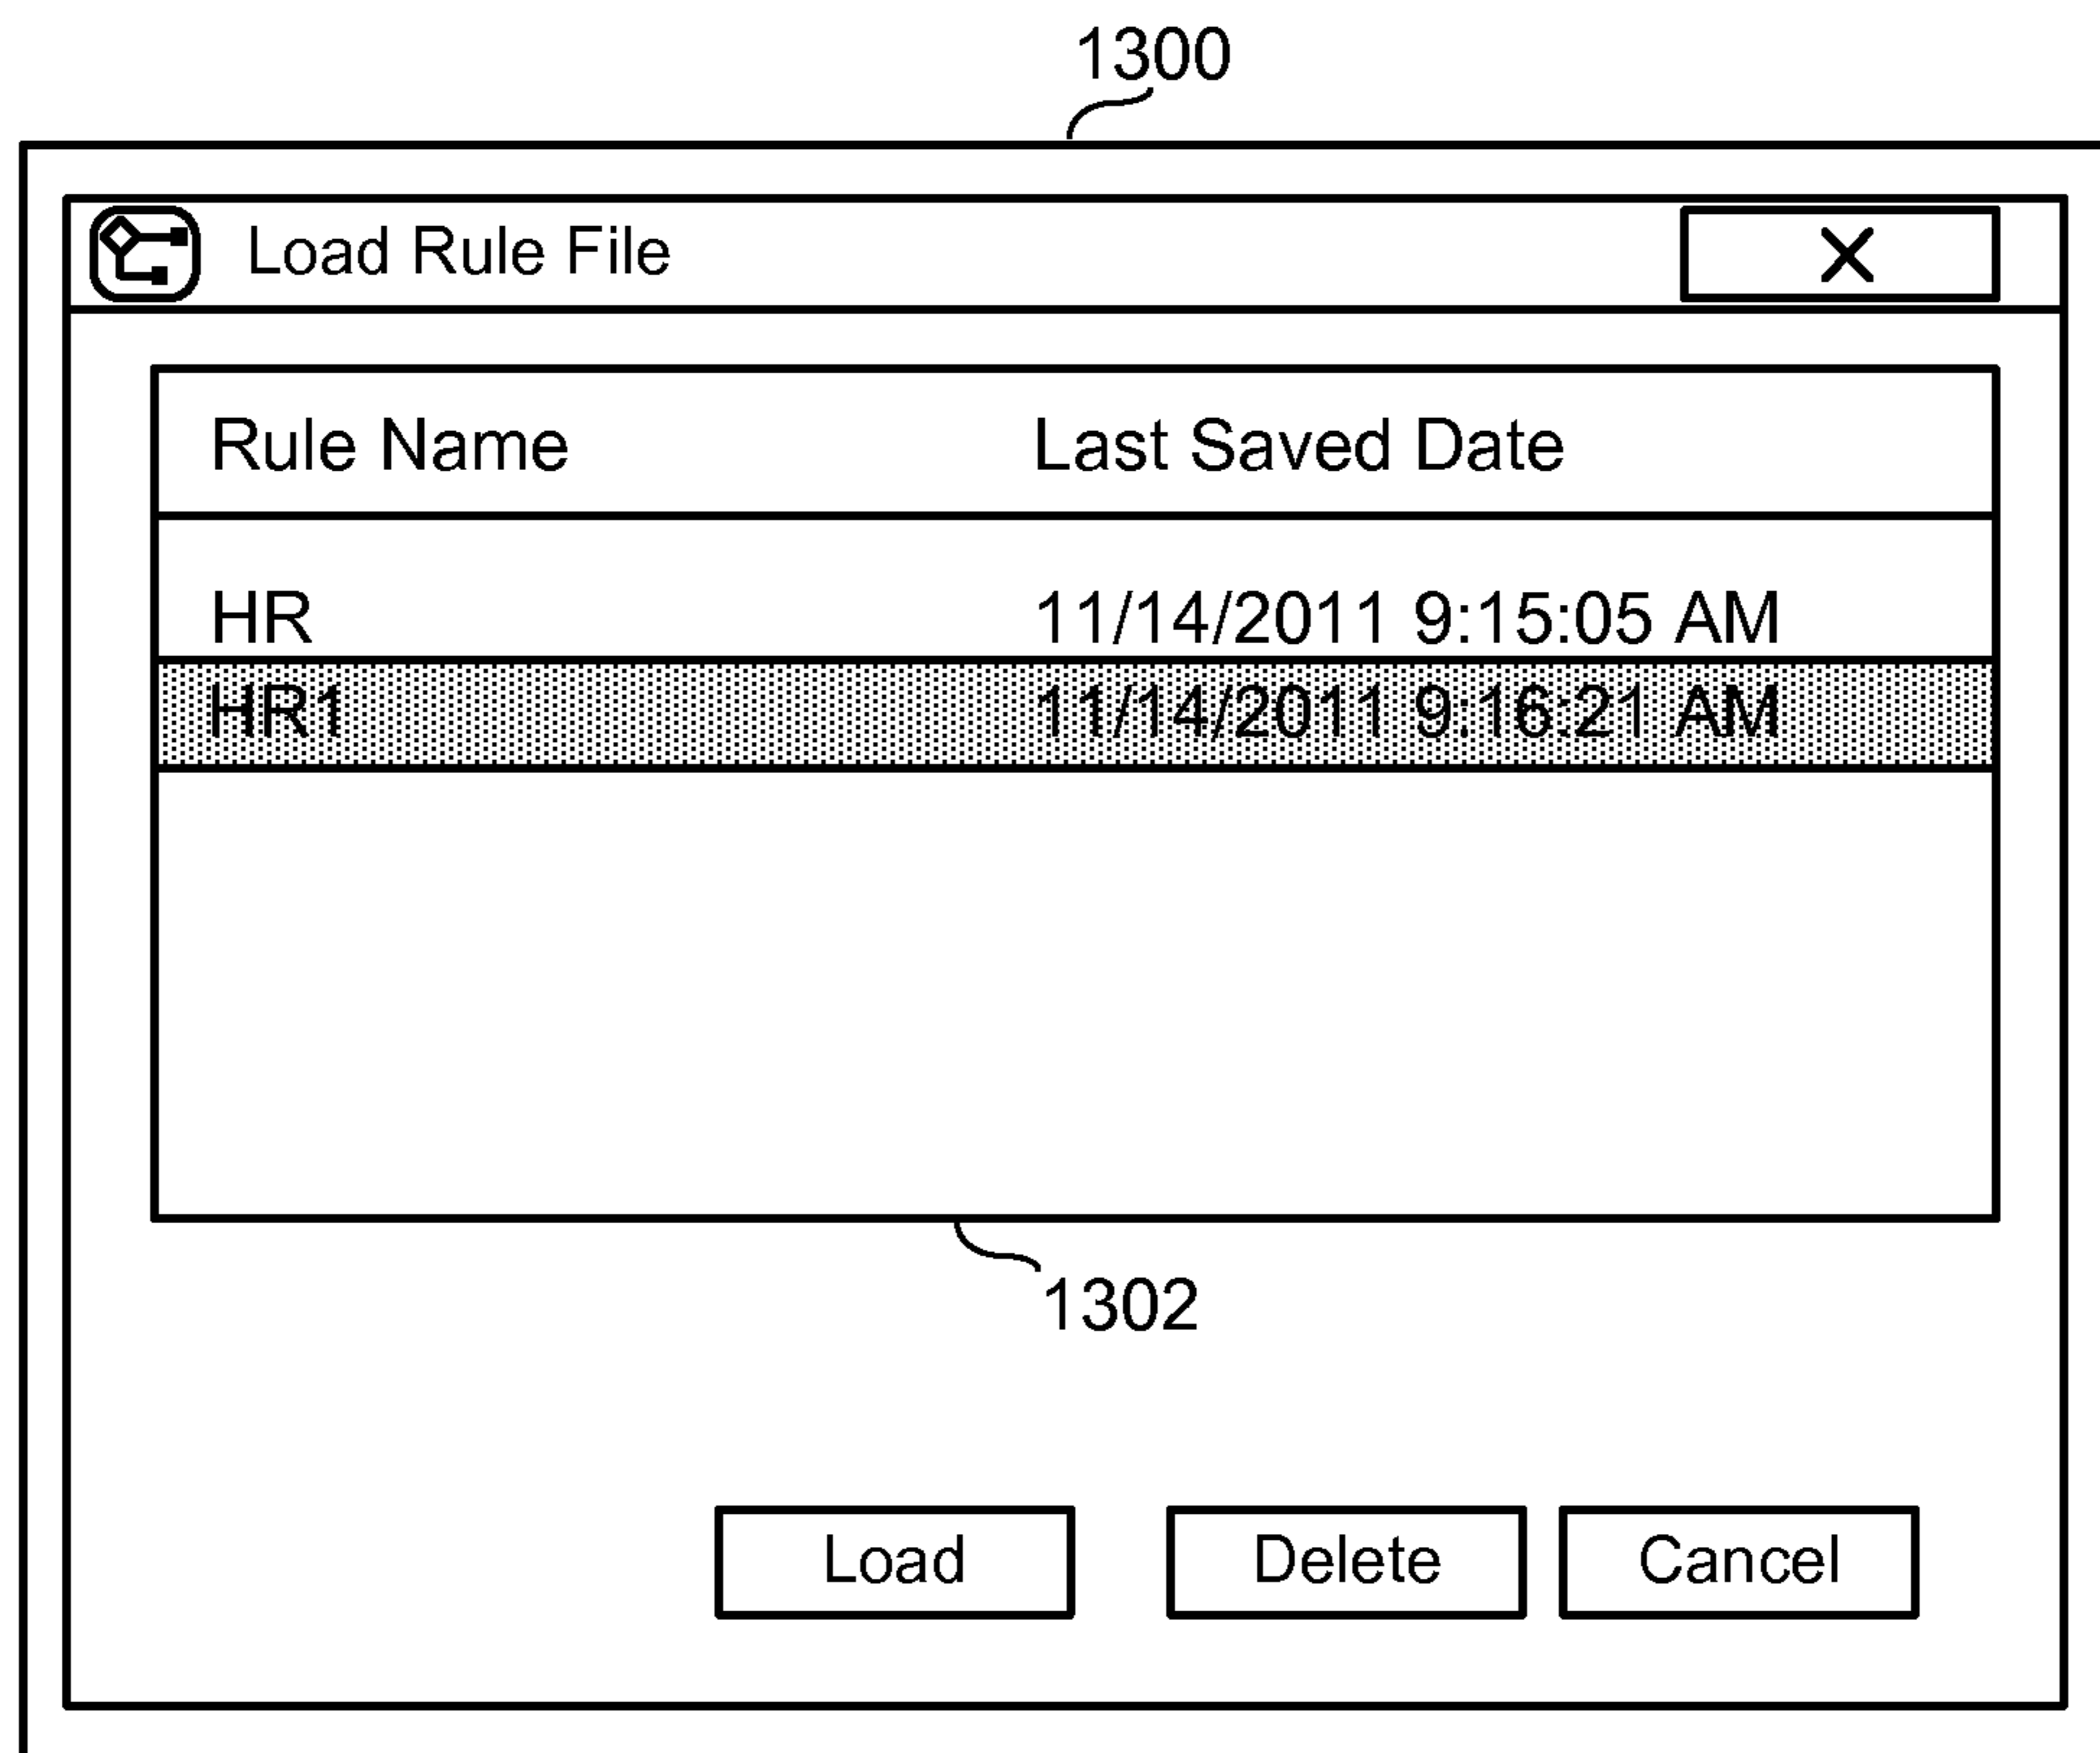 1300
Load Rule File X
Rule Name Last Saved Date
HR 11/14/2011 9:15:05 AM
HR1 11/14/2011 9:16:21 AM
1302
Load Delete Cancel